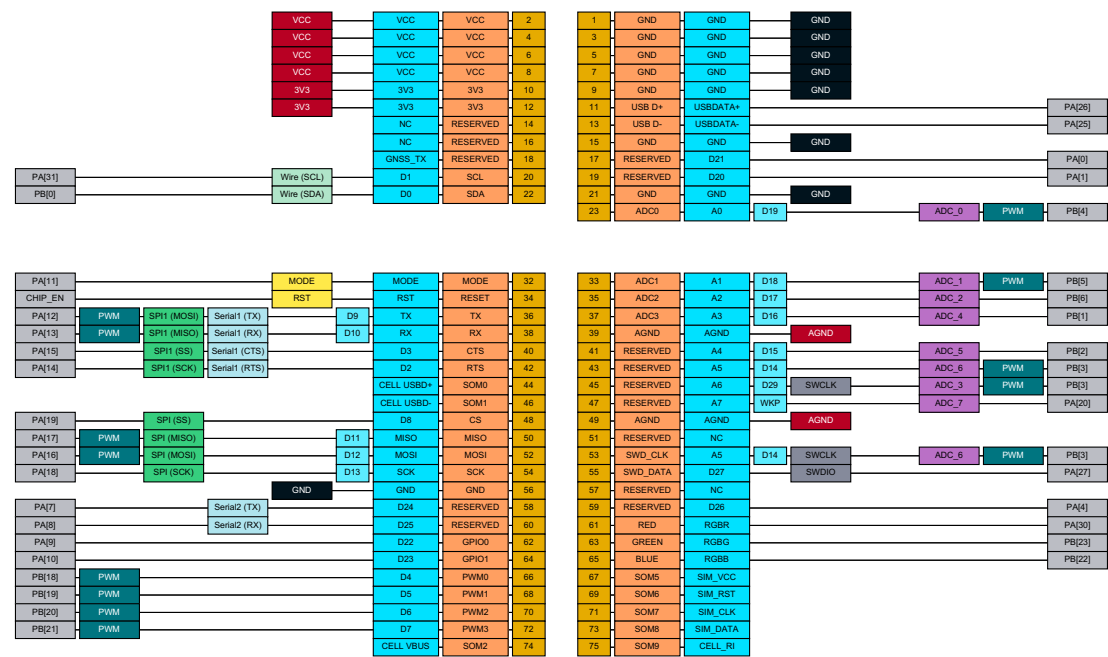 VCC VCC VCC 2 1 GND GND GND
VCC VCC VCC 4 3 GND GND GND
VCC VCC VCC 6 5 GND GND GND
VCC VCC VCC 8 7 GND GND GND
3V3 3V3 3V3 10 9 GND GND GND
3V3 3V3 3V3 12 11 USB D+ USBDATA+ PA[26]
NC RESERVED 14 13 USB D- USBDATA- PA[25]
NC RESERVED 16 15 GND GND GND
GNSS_TX RESERVED 18 17 RESERVED D21 PA[0]
PA[31] Wire (SCL) D1 SCL 20 19 RESERVED D20 PA[1]
PB[0] Wire (SDA) D0 SDA 22 21 GND GND GND
23 ADC0 A0 D19 ADC_0 PWM PB[4]
PA[11] MODE MODE MODE 32 33 ADC1 A1 D18 ADC_1 PWM PB[5]
CHIP_EN RST RST RESET 34 35 ADC2 A2 D17 ADC_2 PB[6]
PA[12] PWM SPI1 (MOSI) Serial1 (TX) D9 TX TX 36 37 ADC3 A3 D16 ADC_4 PB[1]
PA[13] PWM SPI1 (MISO) Serial1 (RX) D10 RX RX 38 39 AGND AGND AGND
PA[15] SPI1 (SS) Serial1 (CTS) D3 CTS 40 41 RESERVED A4 D15 ADC_5 PB[2]
PA[14] SPI1 (SCK) Serial1 (RTS) D2 RTS 42 43 RESERVED A5 D14 ADC_6 PWM PB[3]
CELL USBD+ SOM0 44 45 RESERVED A6 D29 SWCLK ADC_3 PWM PB[3]
CELL USBD- SOM1 46 47 RESERVED A7 WKP ADC_7 PA[20]
PA[19] SPI (SS) D8 CS 48 49 AGND AGND AGND
PA[17] PWM SPI (MISO) D11 MISO MISO 50 51 RESERVED NC
PA[16] PWM SPI (MOSI) D12 MOSI MOSI 52 53 SWD_CLK A5 D14 SWCLK ADC_6 PWM PB[3]
PA[18] SPI (SCK) D13 SCK SCK 54 55 SWD_DATA D27 SWDIO PA[27]
GND GND GND 56 57 RESERVED NC
PA[7] Serial2 (TX) D24 RESERVED 58 59 RESERVED D26 PA[4]
PA[8] Serial2 (RX) D25 RESERVED 60 61 RED RGBR PA[30]
PA[9] D22 GPIO0 62 63 GREEN RGBG PB[23]
PA[10] D23 GPIO1 64 65 BLUE RGBB PB[22]
PB[18] PWM D4 PWM0 66 67 SOM5 SIM_VCC
PB[19] PWM D5 PWM1 68 69 SOM6 SIM_RST
PB[20] PWM D6 PWM2 70 71 SOM7 SIM_CLK
PB[21] PWM D7 PWM3 72 73 SOM8 SIM_DATA
CELL VBUS SOM2 74 75 SOM9 CELL_RI